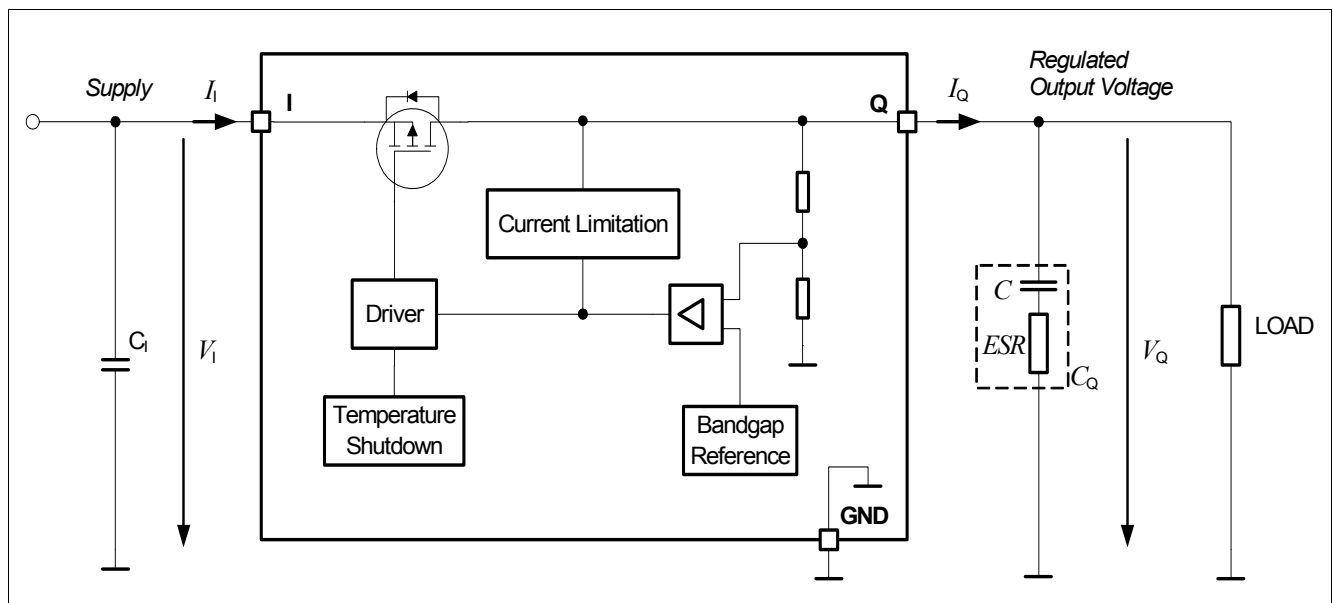 Supply
I_I
I
Q
I_Q
Regulated
Output Voltage
Current Limitation
Driver
Temperature
Shutdown
Bandgap
Reference
GND
C_I
V_I
C
ESR
C_Q
V_Q
LOAD